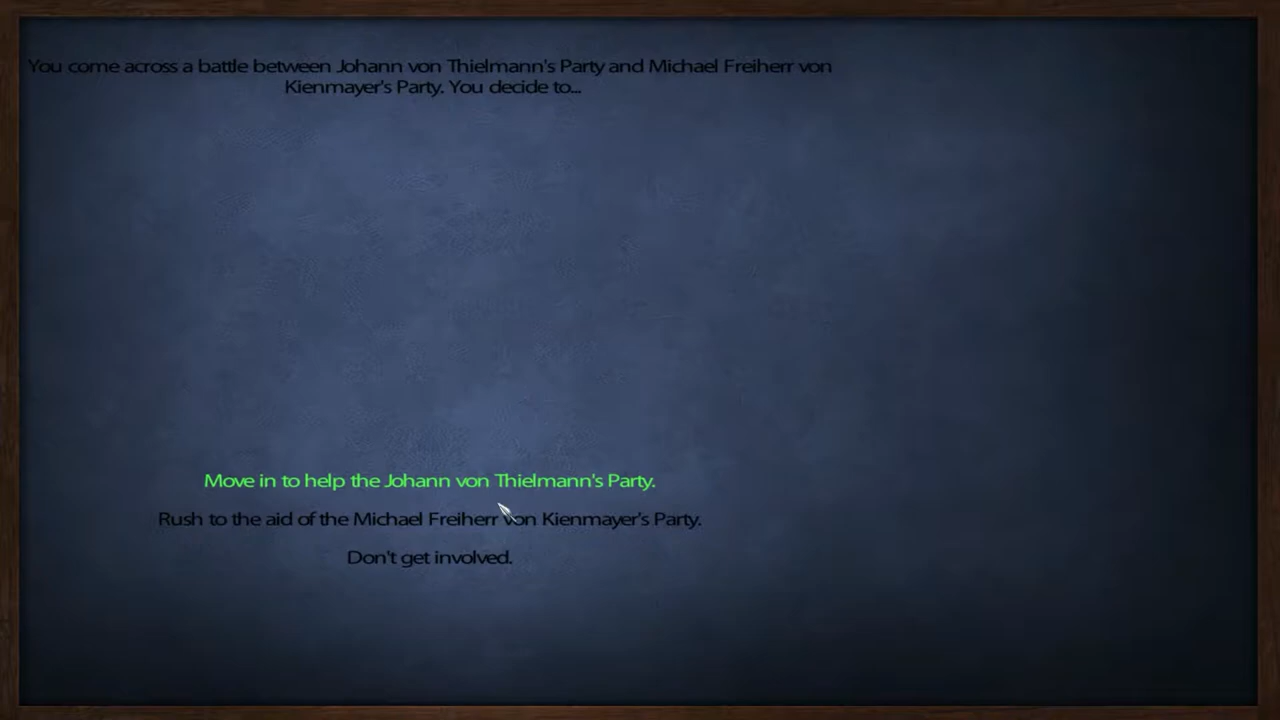 You come across a battle between Johann von Thielmann's Party and Michael Freiherr von
Kienmayer's Party. You decide to...
Move in to help the Johann von Thielmann's Party.
Rush to the aid of the Michael Freiherr von Kienmayer's Party.
Don't get involved.